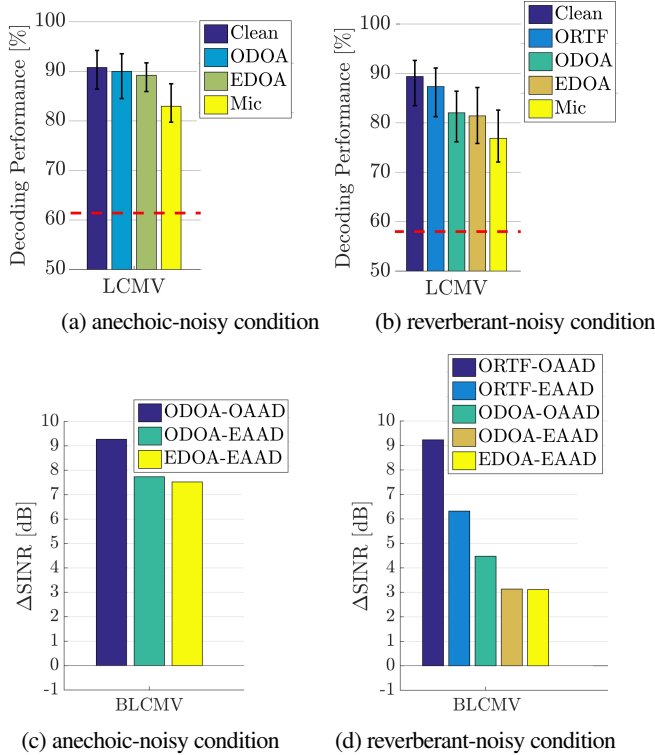 Decoding Performance [%]
100
90
80
70
60
50
LCMV
Clean
ODOA
EDOA
Mic
(a) anechoic-noisy condition
Decoding Performance [%]
100
90
80
70
60
50
LCMV
Clean
ORTF
ODOA
EDOA
Mic
(b) reverberant-noisy condition
ΔSINR [dB]
10
9
8
7
6
5
4
3
2
1
0
-1
BLCMV
ODOA-OAAD
ODOA-EAAD
EDOA-EAAD
(c) anechoic-noisy condition
ΔSINR [dB]
10
9
8
7
6
5
4
3
2
1
0
-1
BLCMV
ORTF-OAAD
ORTF-EAAD
ODOA-OAAD
ODOA-EAAD
EDOA-EAAD
(d) reverberant-noisy condition